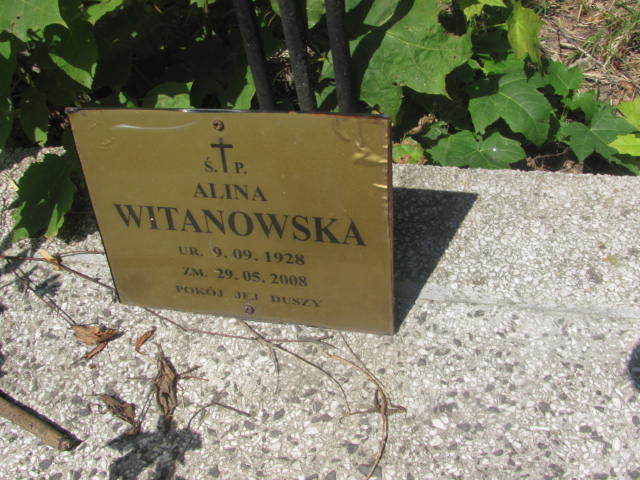 Ś. P.
ALINA
WITANOWSKA
UR. 9.09.1928
ZM. 29.05.2008
POKÓJ JEJ DUSZY